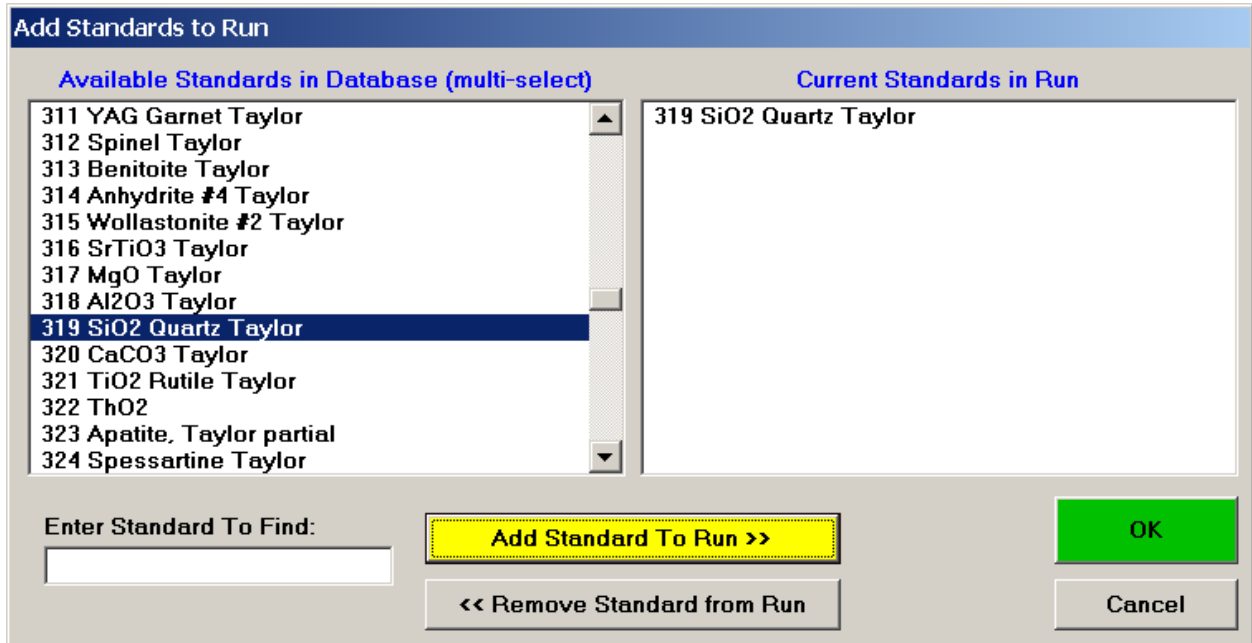 Add Standards to Run
Available Standards in Database (multi-select)
311 YAG Garnet Taylor
312 Spinel Taylor
313 Benitoite Taylor
314 Anhydrite #4 Taylor
315 Wollastonite #2 Taylor
316 SrTiO3 Taylor
317 MgO Taylor
318 Al2O3 Taylor
319 SiO2 Quartz Taylor
320 CaCO3 Taylor
321 TiO2 Rutile Taylor
322 ThO2
323 Apatite, Taylor partial
324 Spessartine Taylor
Current Standards in Run
319 SiO2 Quartz Taylor
Enter Standard To Find:
Add Standard To Run >>
<< Remove Standard from Run
OK
Cancel